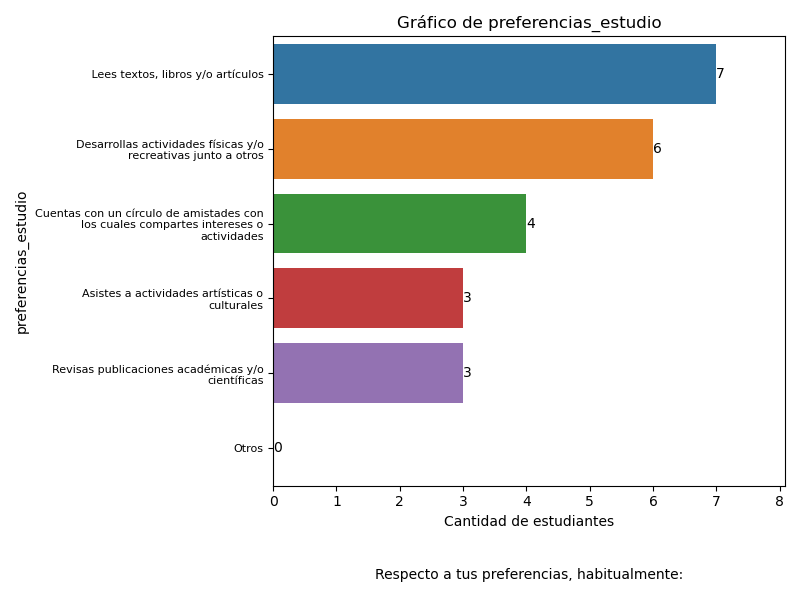 Gráfico de preferencias_estudio
preferencias_estudio
Lees textos, libros y/o artículos
7
Desarrollas actividades físicas y/o
recreativas junto a otros
6
Cuentas con un círculo de amistades con
los cuales compartes intereses o
actividades
4
Asistes a actividades artísticas o
culturales
3
Revisas publicaciones académicas y/o
científicas
3
Otros
0
0 1 2 3 4 5 6 7 8
Cantidad de estudiantes
Respecto a tus preferencias, habitualmente: